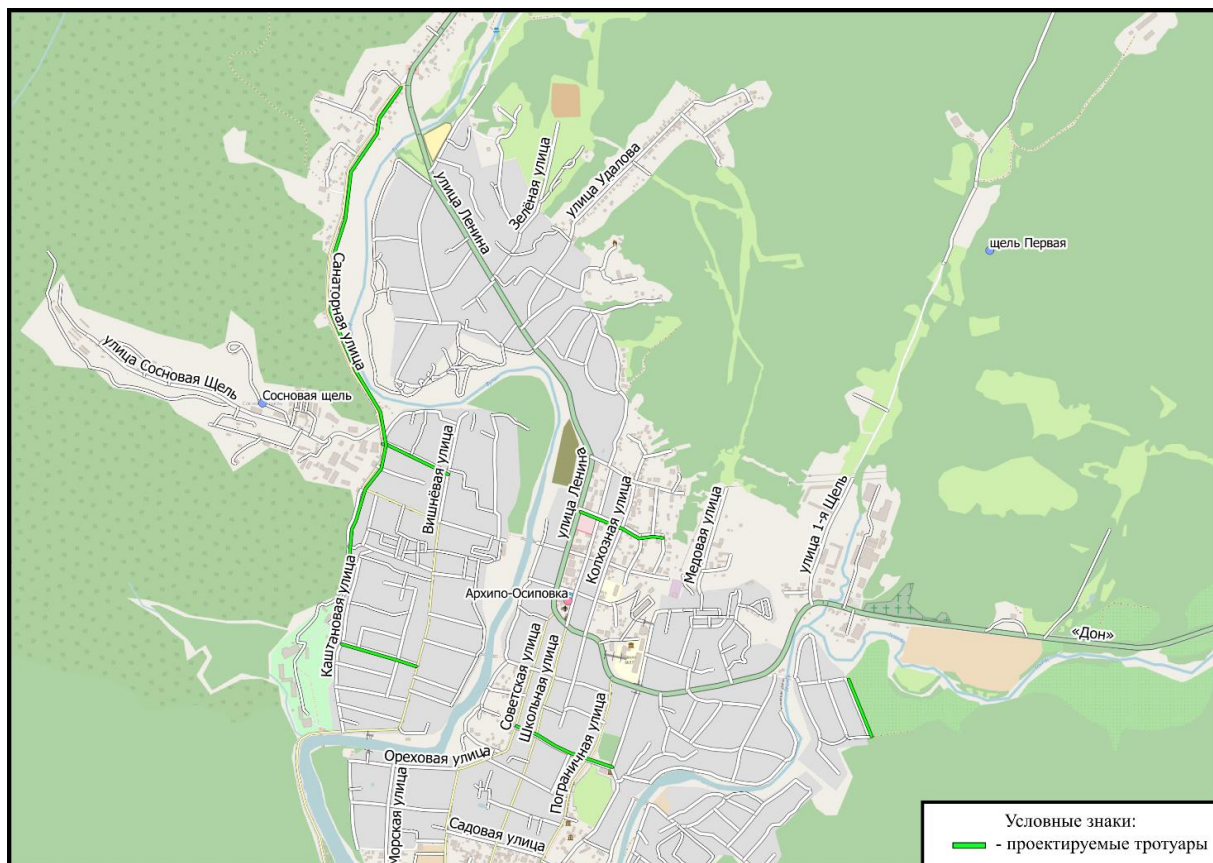 улица Ленина
Зелёная улица
улица Удалова
щель Первая
Санаторная улица
улица Сосновая Щель
Сосновая щель
Вишнёвая улица
улица Ленина
Колхозная улица
Медовая улица
улица 1-я Щель
Каштановая улица
Архипо-Осиповка
«Дон»
Советская улица
Школьная улица
Пограничная улица
Ореховая улица
Морская улица
Садовая улица
Условные знаки:
- проектируемые тротуары